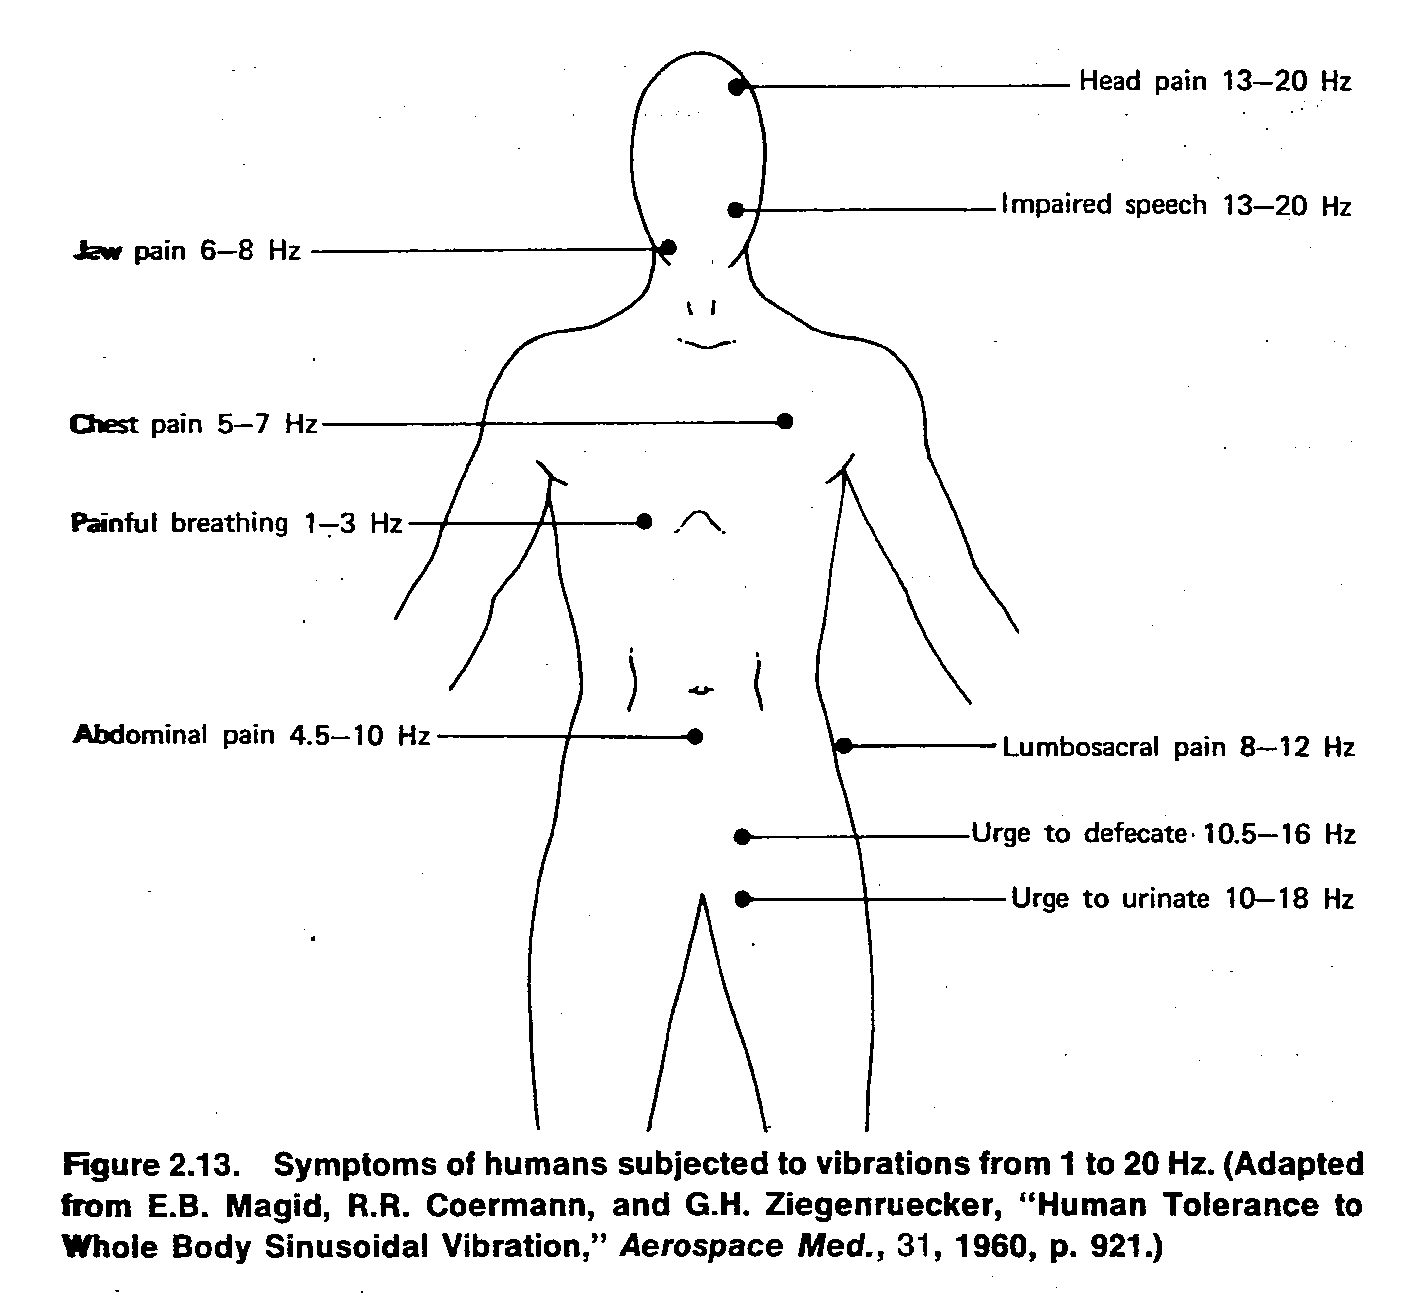 Head pain 13–20 Hz
Impaired speech 13–20 Hz
Jaw pain 6–8 Hz
Chest pain 5–7 Hz
Painful breathing 1–3 Hz
Abdominal pain 4.5–10 Hz
Lumbosacral pain 8–12 Hz
Urge to defecate 10.5–16 Hz
Urge to urinate 10–18 Hz
Figure 2.13. Symptoms of humans subjected to vibrations from 1 to 20 Hz. (Adapted
from E.B. Magid, R.R. Coermann, and G.H. Ziegenruecker, “Human Tolerance to
Whole Body Sinusoidal Vibration,” Aerospace Med., 31, 1960, p. 921.)